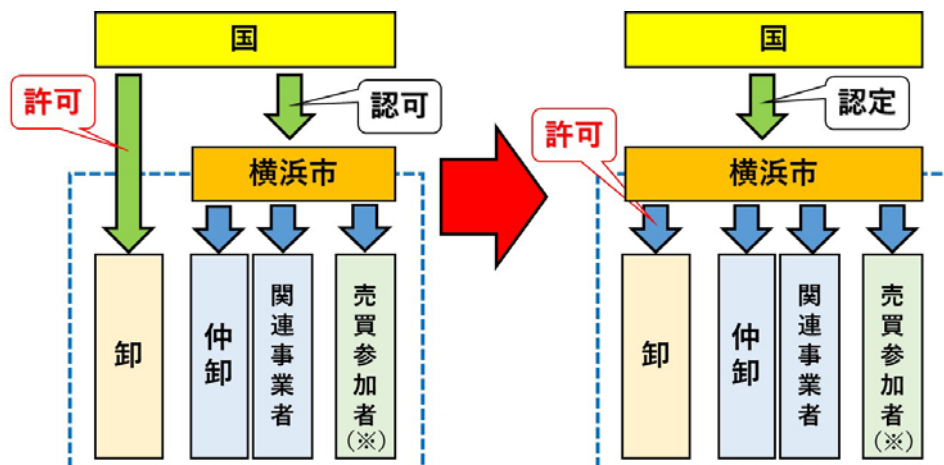 国
許可
認可
横浜市
卸
仲卸
関連事業者
売買参加者(※)
国
認定
許可
横浜市
卸
仲卸
関連事業者
売買参加者(※)